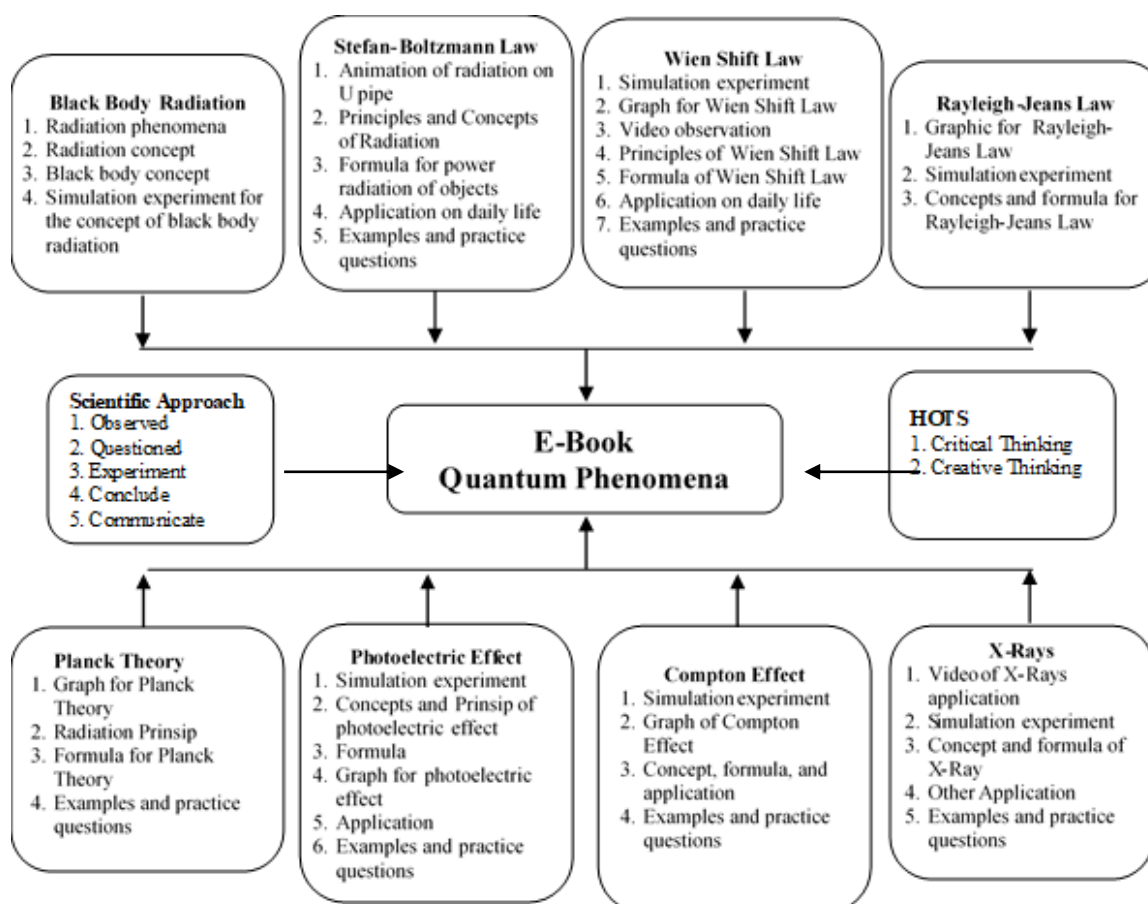 Black Body Radiation
1. Radiation phenomena
2. Radiation concept
3. Black body concept
4. Simulation experiment for
the concept of black body
radiation
Stefan-Boltzmann Law
1. Animation of radiation on
U pipe
2. Principles and Concepts
of Radiation
3. Formula for power
radiation of objects
4. Application on daily life
5. Examples and practice
questions
Wien Shift Law
1. Simulation experiment
2. Graph for Wien Shift Law
3. Video observation
4. Principles of Wien Shift Law
5. Formula of Wien Shift Law
6. Application on daily life
7. Examples and practice
questions
Rayleigh-Jeans Law
1. Graphic for Rayleigh-
Jeans Law
2. Simulation experiment
3. Concepts and formula for
Rayleigh-Jeans Law
Scientific Approach
1. Observed
2. Questioned
3. Experiment
4. Conclude
5. Communicate
E-Book
Quantum Phenomena
HOTS
1. Critical Thinking
2. Creative Thinking
Planck Theory
1. Graph for Planck
Theory
2. Radiation Prinsip
3. Formula for Planck
Theory
4. Examples and practice
questions
Photoelectric Effect
1. Simulation experiment
2. Concepts and Prinsip of
photoelectric effect
3. Formula
4. Graph for photoelectric
effect
5. Application
6. Examples and practice
questions
Compton Effect
1. Simulation experiment
2. Graph of Compton
Effect
3. Concept, formula, and
application
4. Examples and practice
questions
X-Rays
1. Video of X-Rays
application
2. Simulation experiment
3. Concept and formula of
X-Ray
4. Other Application
5. Examples and practice
questions